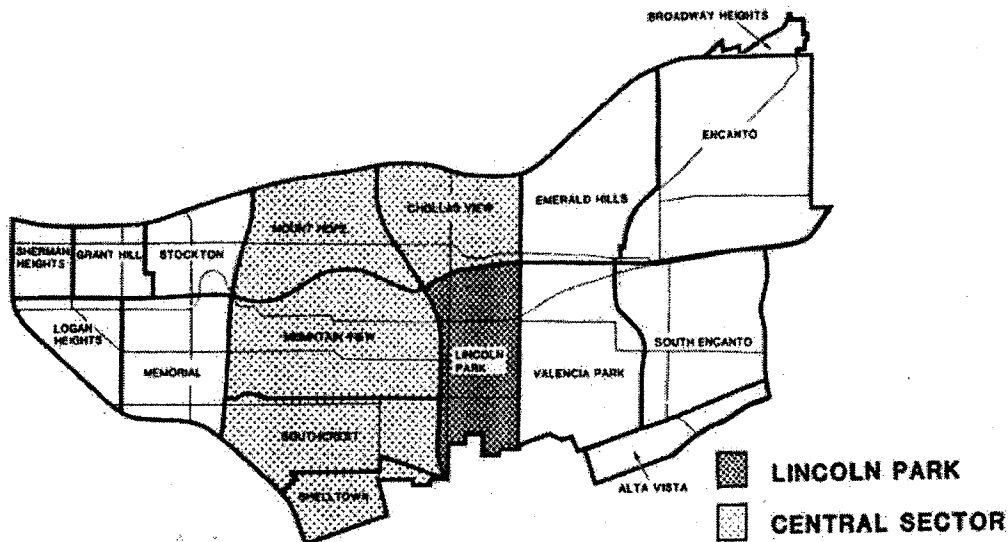 BROADWAY HEIGHTS
ENCANTO
CHOLLAS VIEW
EMERALD HILLS
MOUNT HOPE
SHERMAN
HEIGHTS
GRANT HILL
STOCKTON
LOGAN
HEIGHTS
MOUNTAIN VIEW
SOUTH ENCANTO
LINCOLN
PARK
MEMORIAL
VALENCIA PARK
SOUTHCREST
LINCOLN PARK
ALTA VISTA
SHELLTOWN
CENTRAL SECTOR